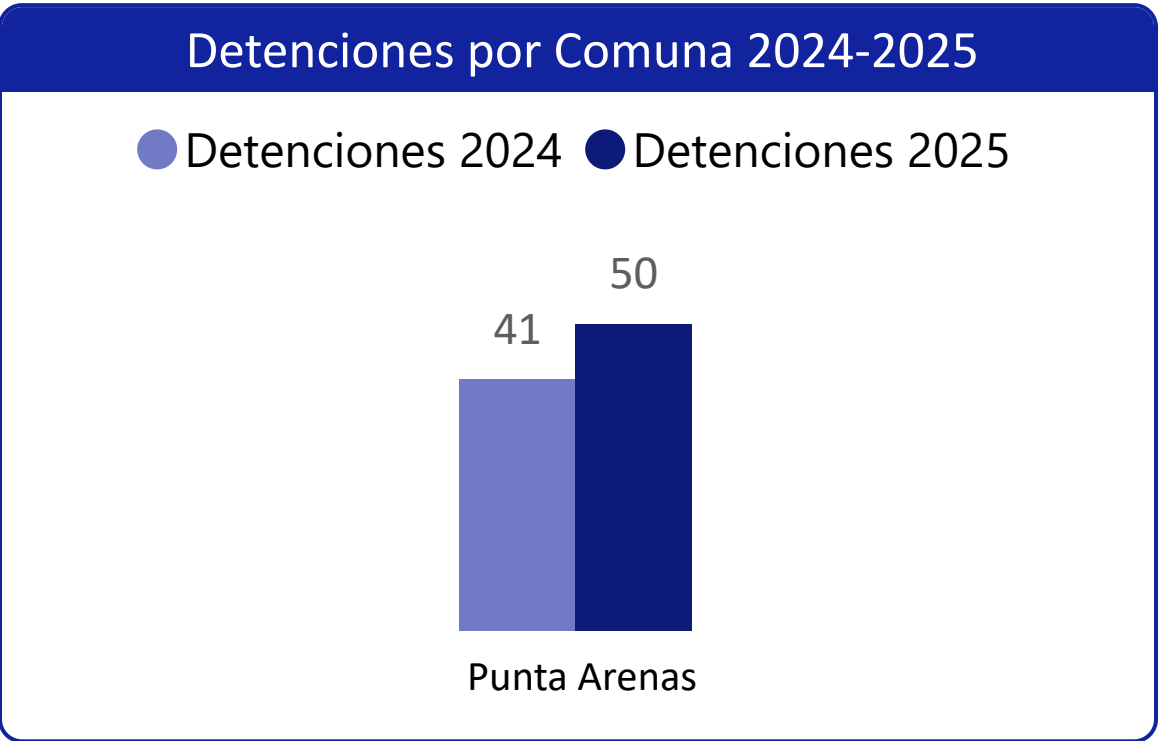 Detenciones por Comuna 2024-2025
Detenciones 2024 Detenciones 2025
50
41
Punta Arenas